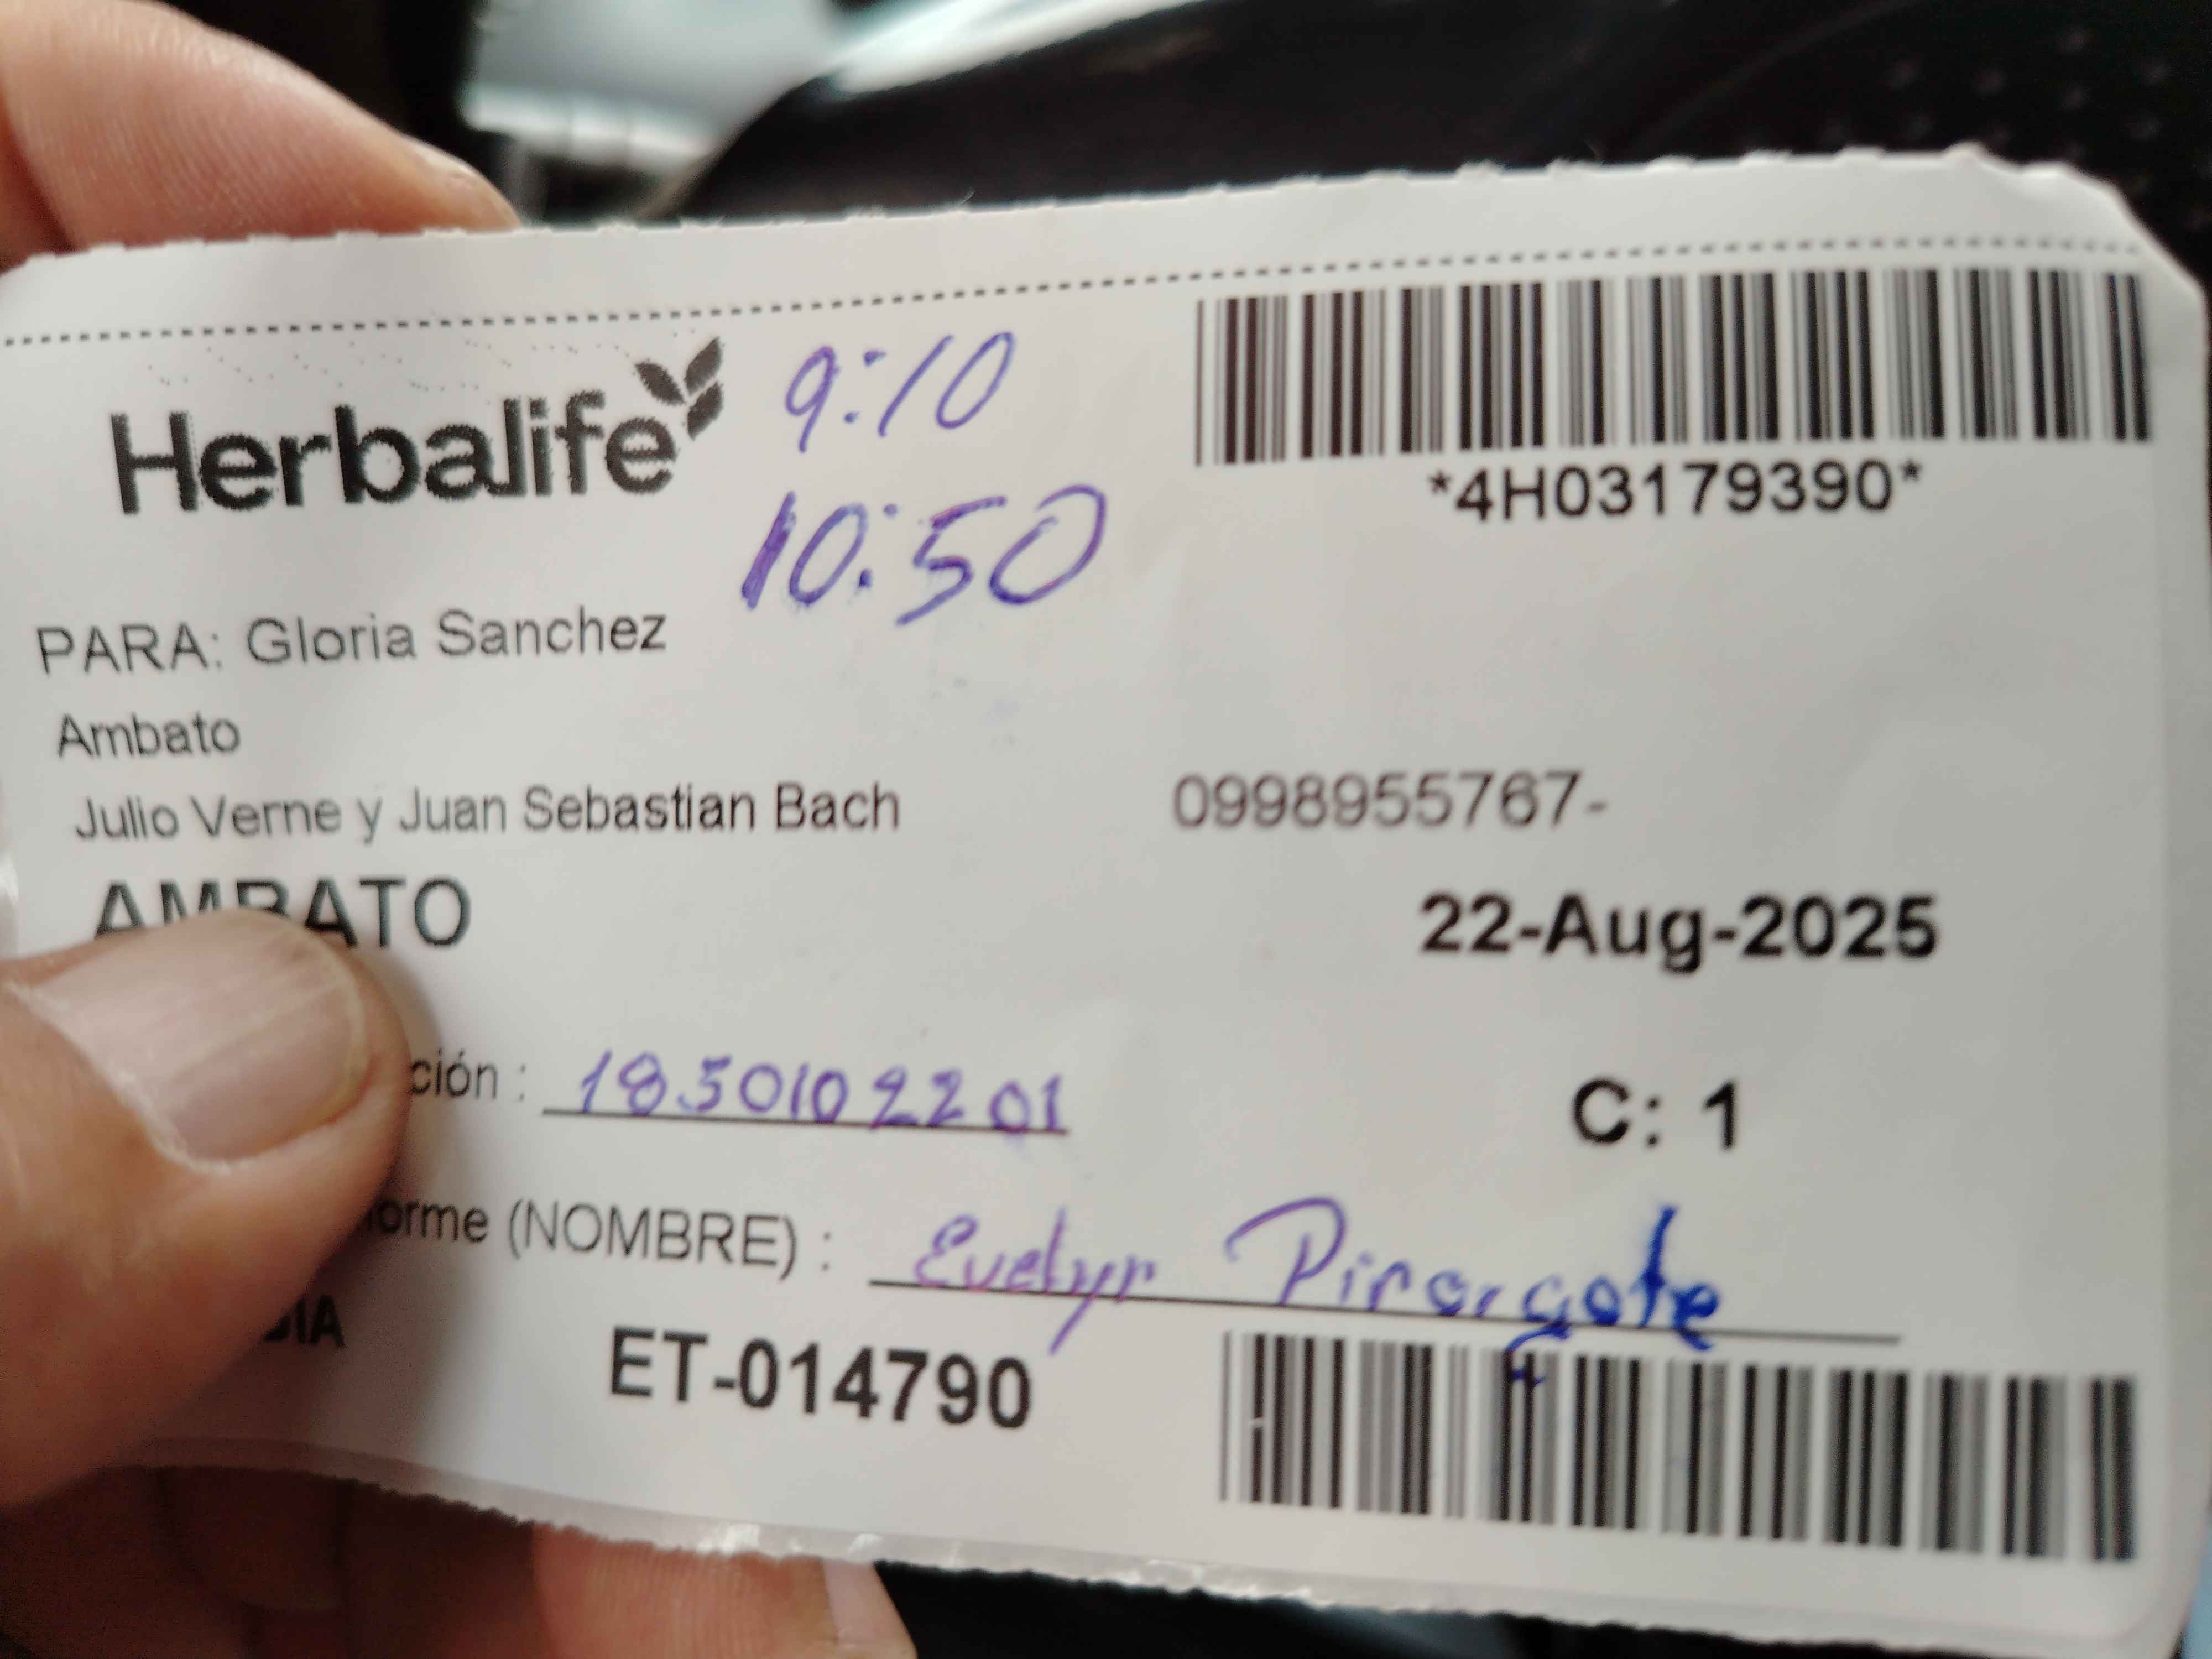 Herbalife
9:10
10:50
*4H03179390*
PARA: Gloria Sanchez
Ambato
Julio Verne y Juan Sebastian Bach
0998955767-
AMBATO
22-Aug-2025
ción : 1850102201
C: 1
orme (NOMBRE) : Evelyn
ET-014790